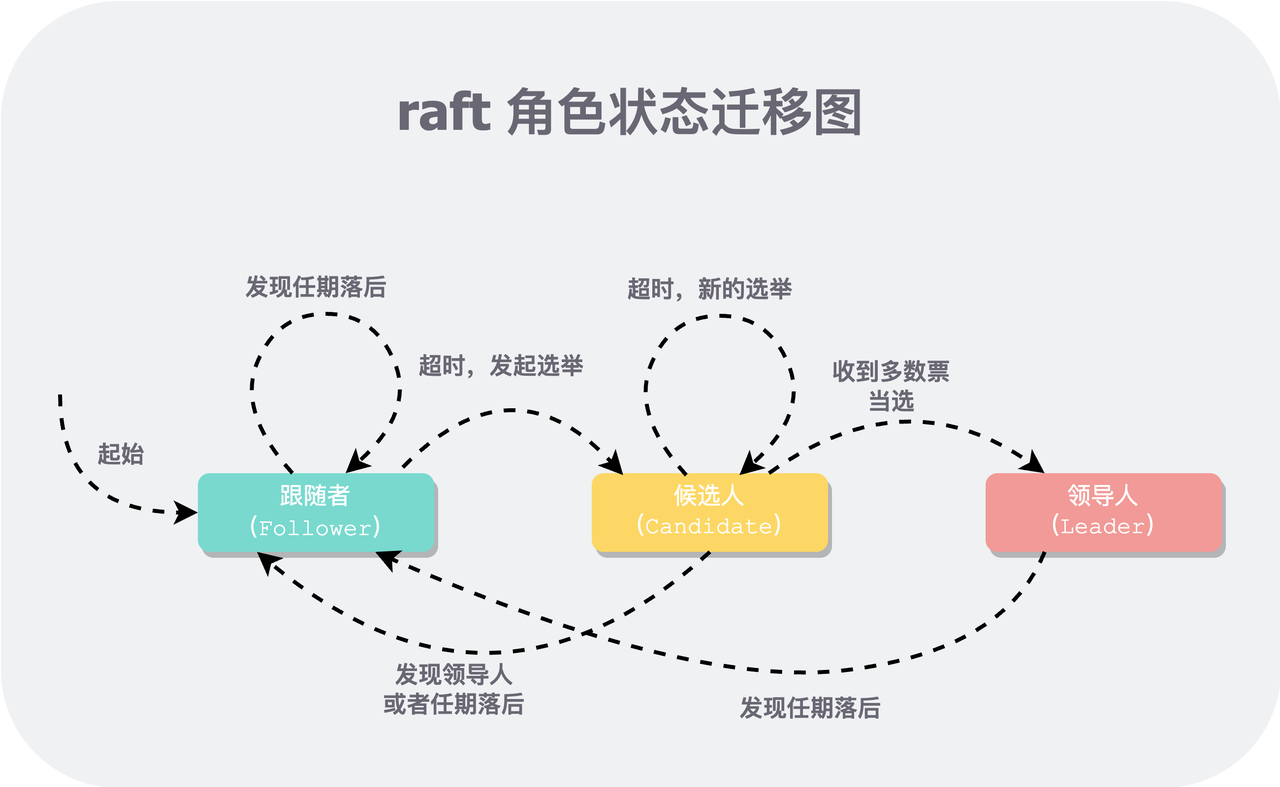 raft 角色状态迁移图
发现任期落后
超时，新的选举
超时，发起选举
收到多数票
当选
起始
跟随者
（Follower）
候选人
（Candidate）
领导人
（Leader）
发现领导人
或者任期落后
发现任期落后